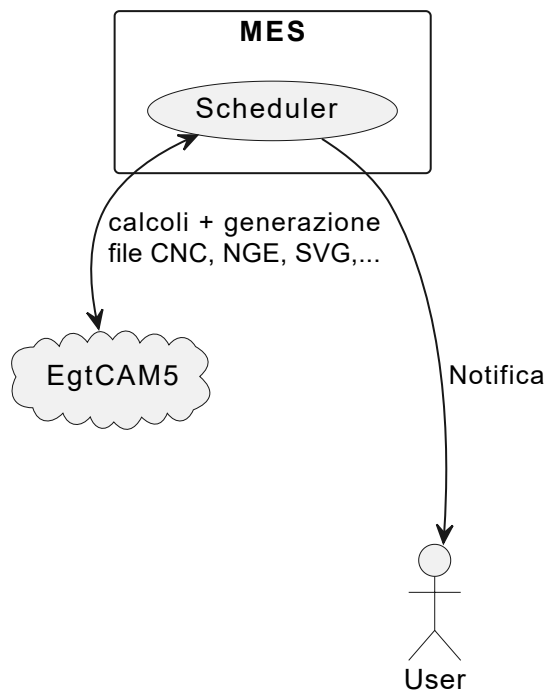 MES
Scheduler
calcoli + generazione
file CNC, NGE, SVG,...
EgtCAM5
Notifica
User